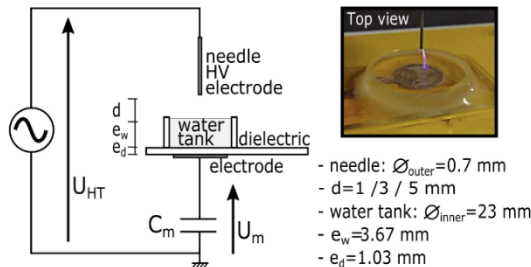 Top view
needle
HV
electrode
d
e_w
e_d
water
tank
dielectric
electrode
U_HT
C_m
U_m
- needle: Ø_outer=0.7 mm
- d=1 /3 / 5 mm
- water tank: Ø_inner=23 mm
- e_w=3.67 mm
- e_d=1.03 mm